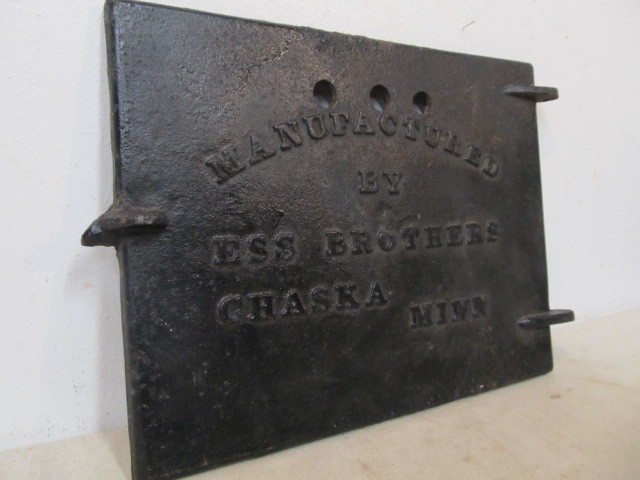 MANUFACTURED
BY
ESS BROTHERS
CHASKA MINN